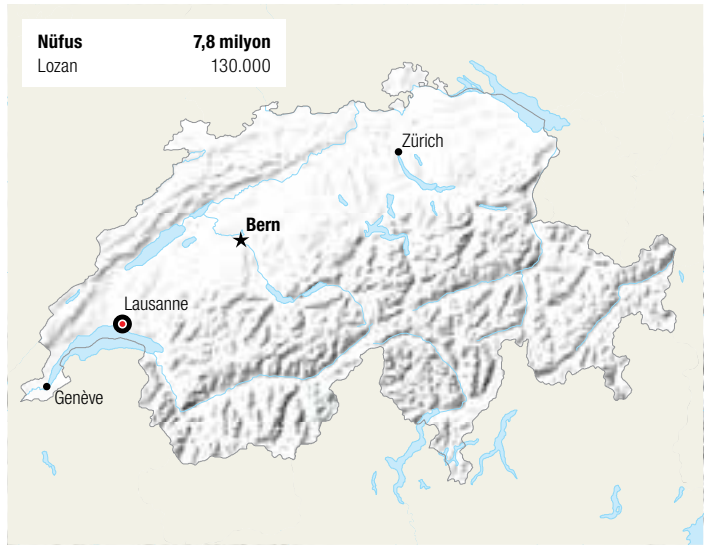 Nüfus 7,8 milyon
Lozan 130.000
Zürich
Bern
Lausanne
Genève